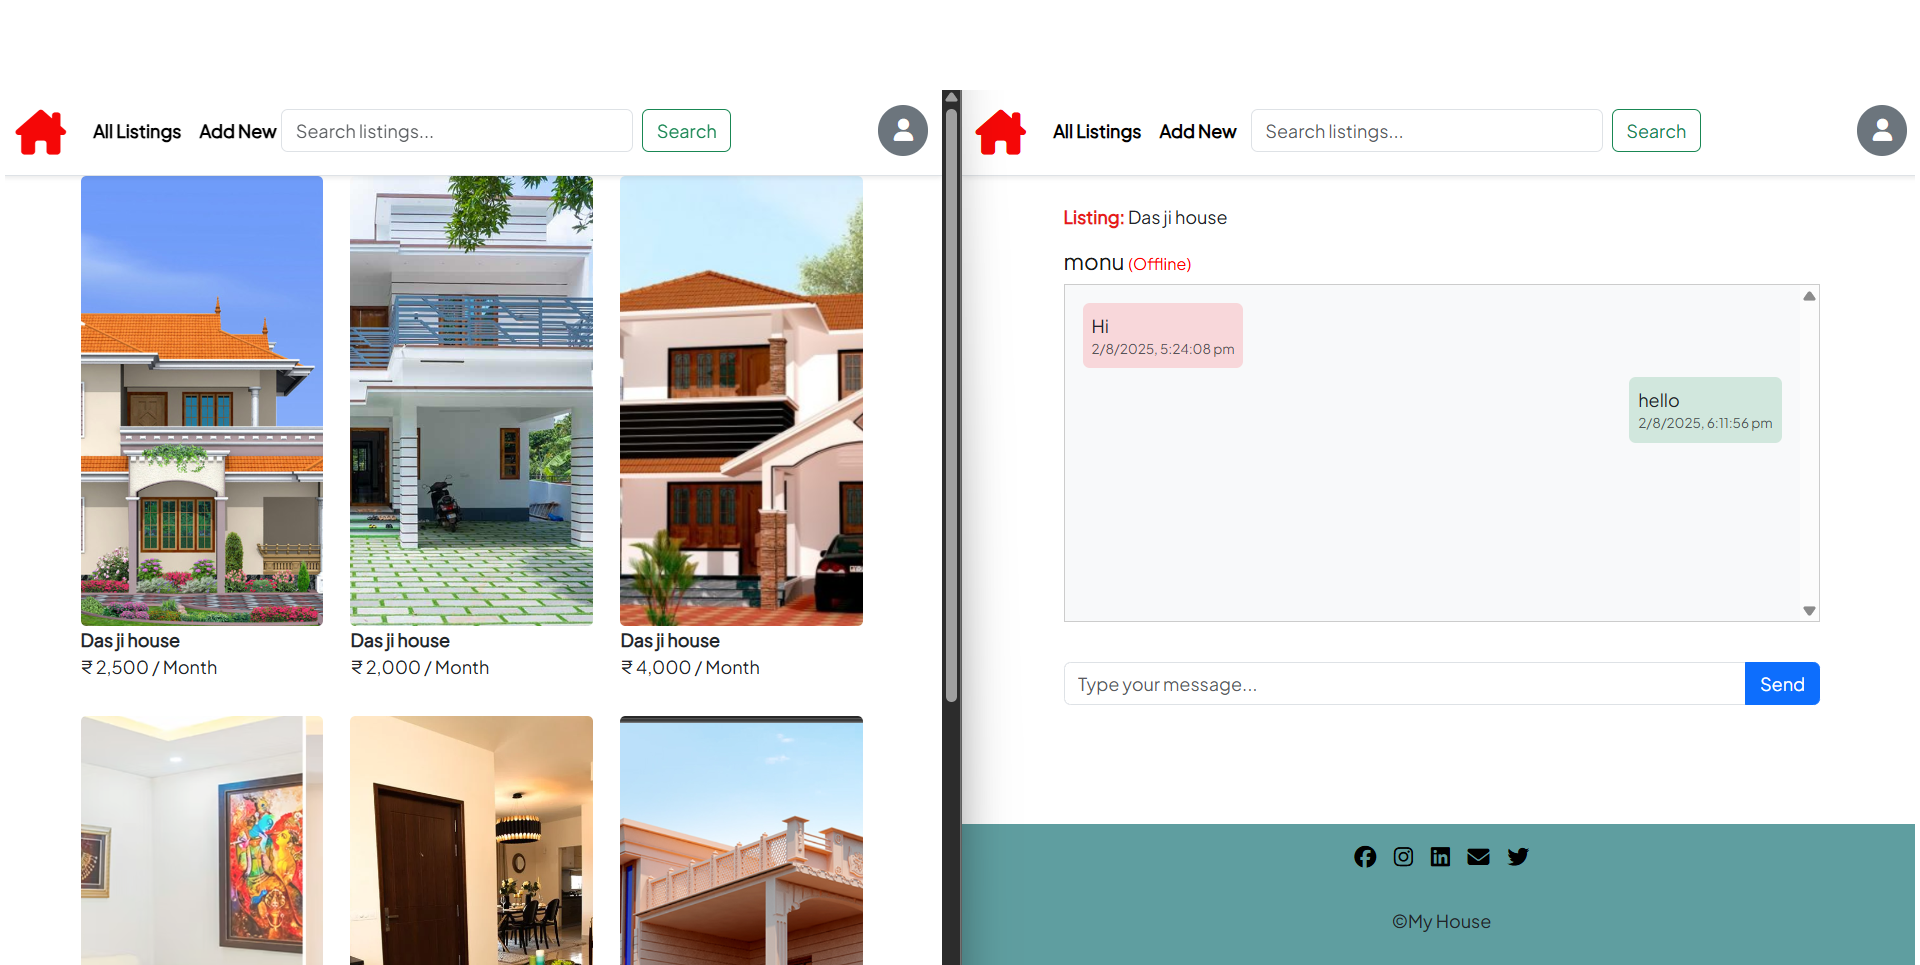 All Listings Add New Search listings... Search
Das ji house
₹ 2,500 / Month
Das ji house
₹ 2,000 / Month
Das ji house
₹ 4,000 / Month
All Listings Add New Search listings... Search
Listing: Das ji house
monu (Offline)
Hi
2/8/2025, 5:24:08 pm
hello
2/8/2025, 6:11:56 pm
Type your message... Send
©My House